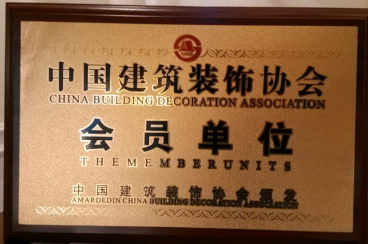 中国建筑装饰协会
CHINA BUILDING DECORATION ASSOCIATION
会员单位
THEMEMBERUNITS
中国建筑装饰协会颁发
AMARDEDIN CHINA BUILDING DECORATION ASSOCIATION